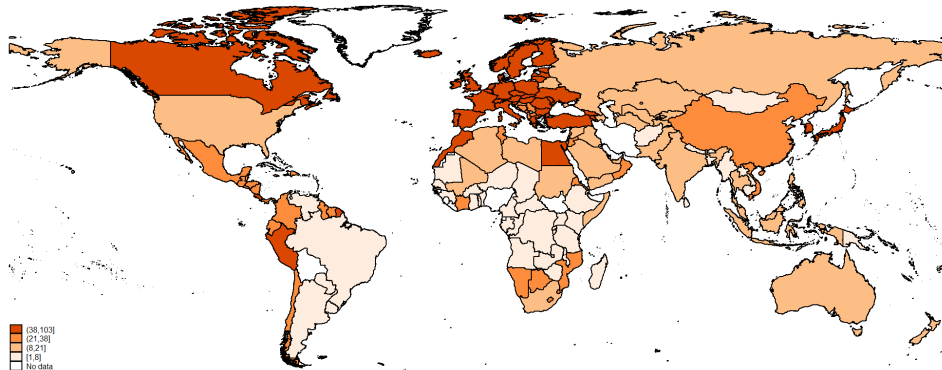 (38,103]
(21,38]
(8,21]
[1,8]
No data